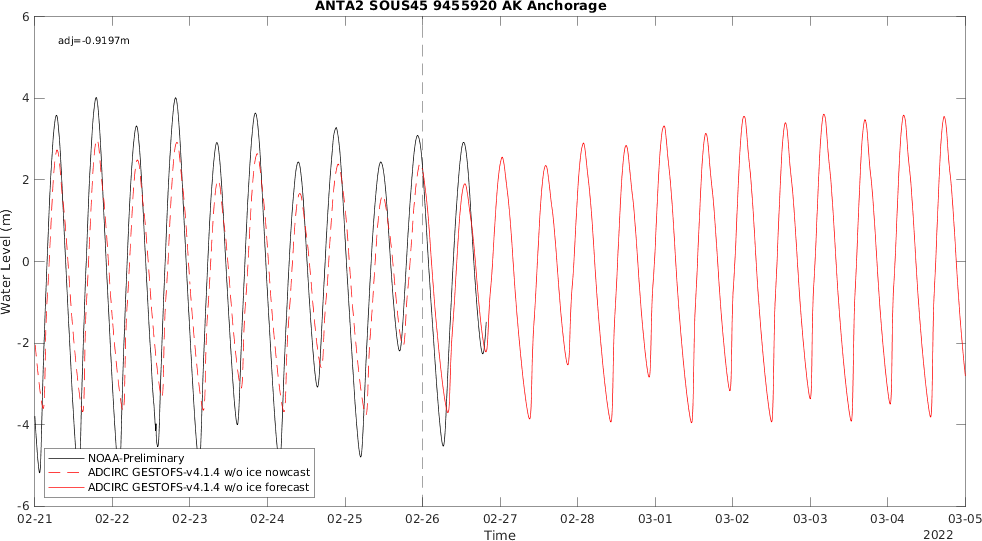 ANTA2 SOUS45 9455920 AK Anchorage
adj=-0.9197m
6
4
2
0
-2
-4
-6
Water Level (m)
NOAA-Preliminary
ADCIRC GESTOFS-v4.1.4 w/o ice nowcast
ADCIRC GESTOFS-v4.1.4 w/o ice forecast
02-21 02-22 02-23 02-24 02-25 02-26 02-27 02-28 03-01 03-02 03-03 03-04 03-05
Time
2022